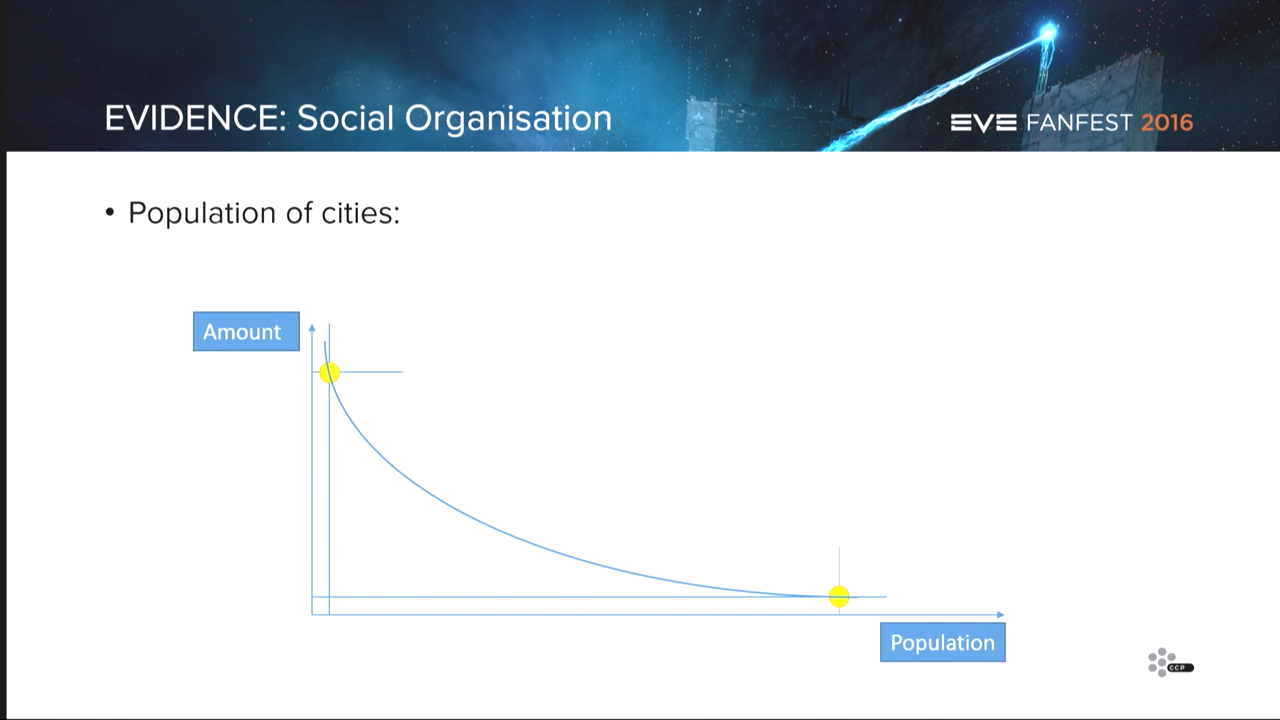 EVIDENCE: Social Organisation
EVE FANFEST 2016
• Population of cities:
Amount
Population
CCP